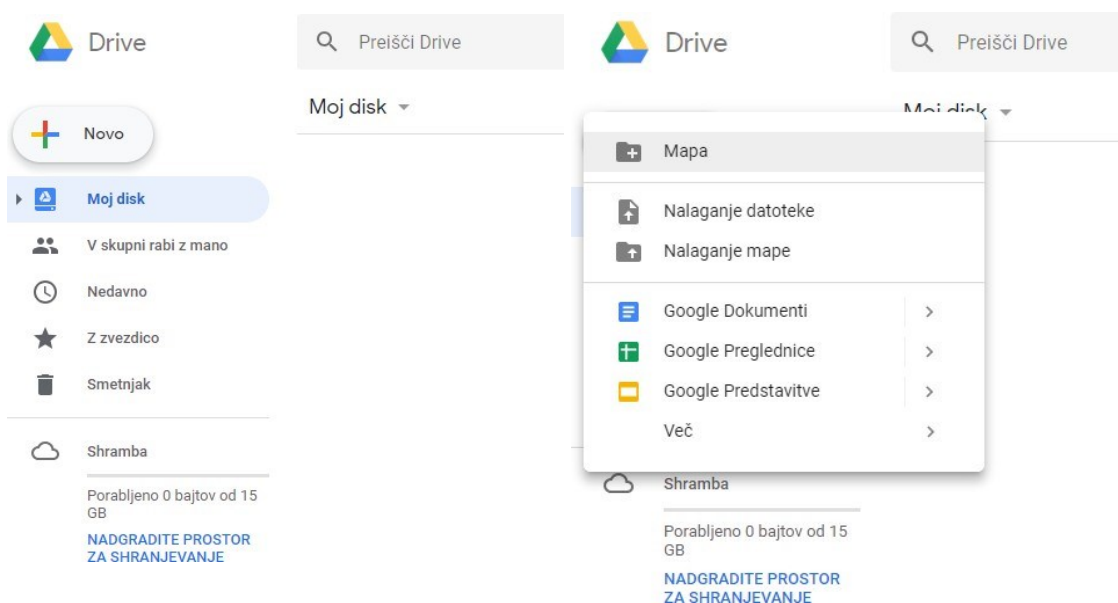 Drive
Preišči Drive
Moj disk
Novo
Moj disk
V skupni rabi z mano
Nedavno
Z zvezdico
Smetnjak
Shramba
Porabljeno 0 bajtov od 15
GB
NADGRADITE PROSTOR
ZA SHRANJEVANJE
Drive
Preišči Drive
Moj disk
Mapa
Nalaganje datoteke
Nalaganje mape
Google Dokumenti
Google Preglednice
Google Predstavitve
Več
Shramba
Porabljeno 0 bajtov od 15
GB
NADGRADITE PROSTOR
ZA SHRANJEVANJE